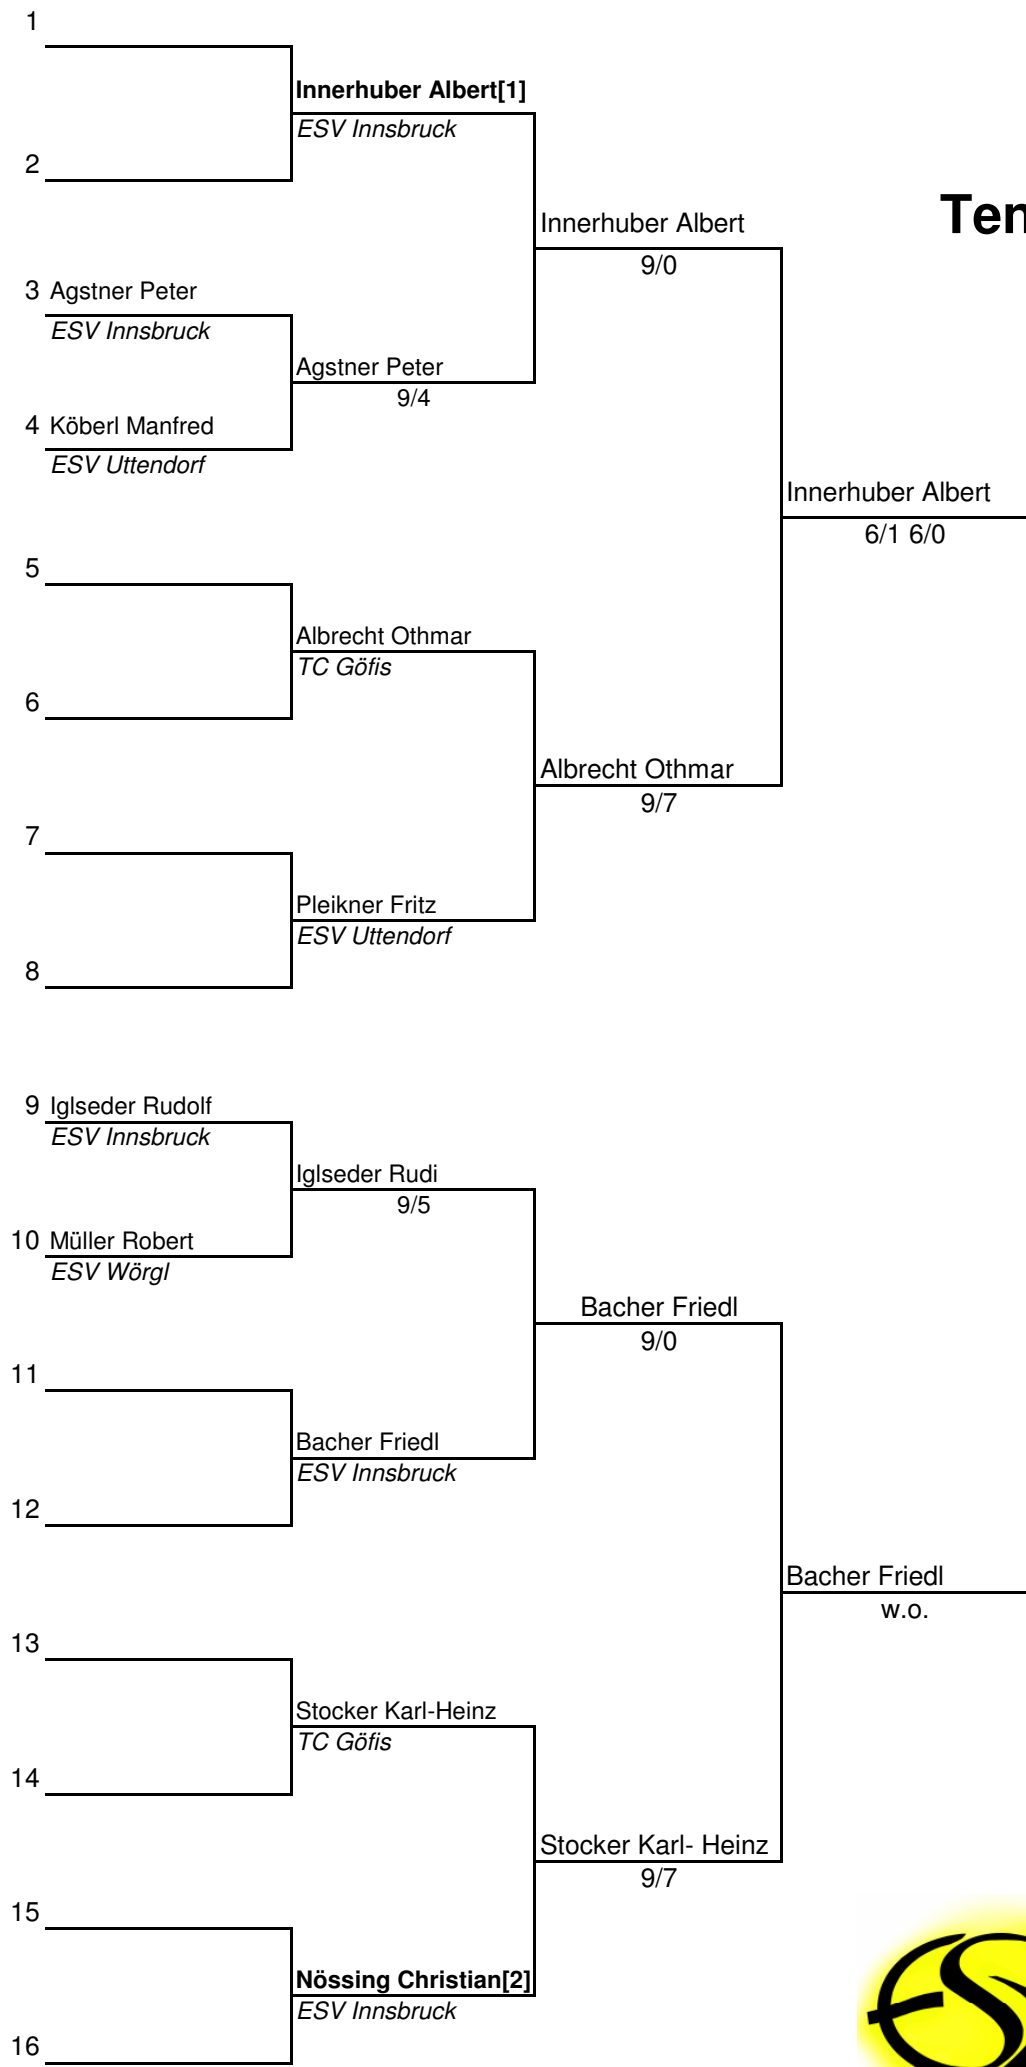 1
Innerhuber Albert[1]
ESV Innsbruck
2
Ten
Innerhuber Albert
9/0
3 Agstner Peter
ESV Innsbruck
Agstner Peter
9/4
4 Köberl Manfred
ESV Uttendorf
Innerhuber Albert
6/1 6/0
5
Albrecht Othmar
TC Göfis
6
Albrecht Othmar
9/7
7
Pleikner Fritz
ESV Uttendorf
8
9 Iglseder Rudolf
ESV Innsbruck
Iglseder Rudi
9/5
10 Müller Robert
ESV Wörgl
Bacher Friedl
9/0
11
Bacher Friedl
ESV Innsbruck
12
Bacher Friedl
w.o.
13
Stocker Karl-Heinz
TC Göfis
14
Stocker Karl- Heinz
9/7
15
Nössing Christian[2]
ESV Innsbruck
16